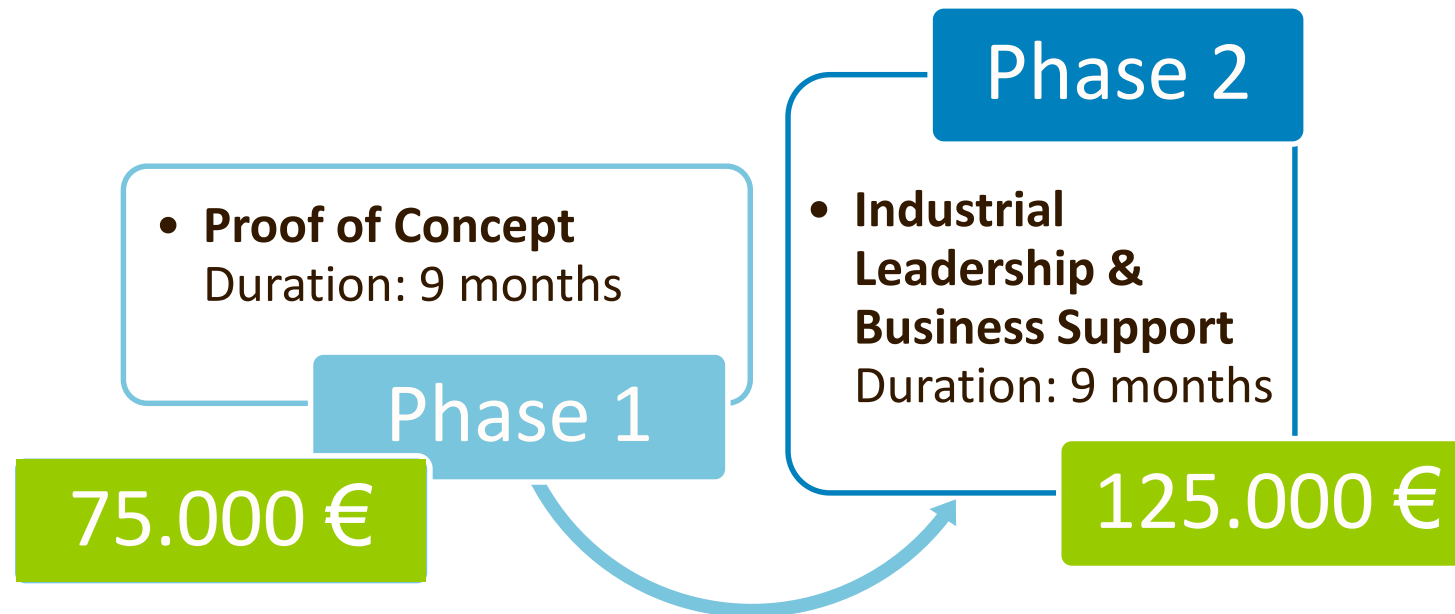 • Proof of Concept
Duration: 9 months
Phase 1
75.000 €
Phase 2
• Industrial
Leadership &
Business Support
Duration: 9 months
125.000 €